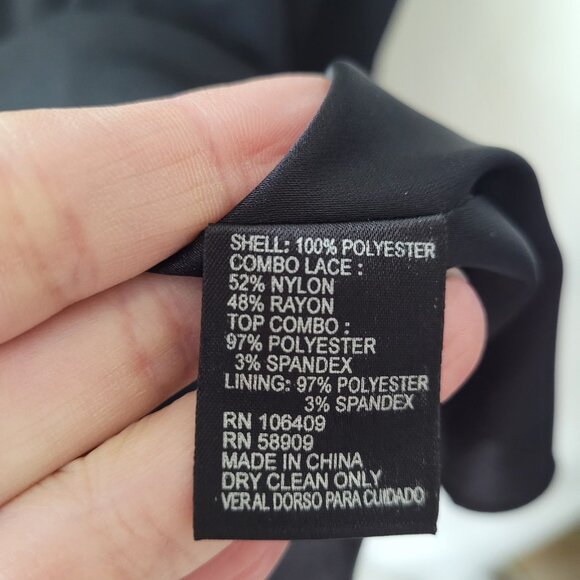 SHELL: 100% POLYESTER
COMBO LACE :
52% NYLON
48% RAYON
TOP COMBO :
97% POLYESTER
3% SPANDEX
LINING: 97% POLYESTER
3% SPANDEX
RN 106409
RN 58909
MADE IN CHINA
DRY CLEAN ONLY
VER AL DORSO PARA CUIDADO